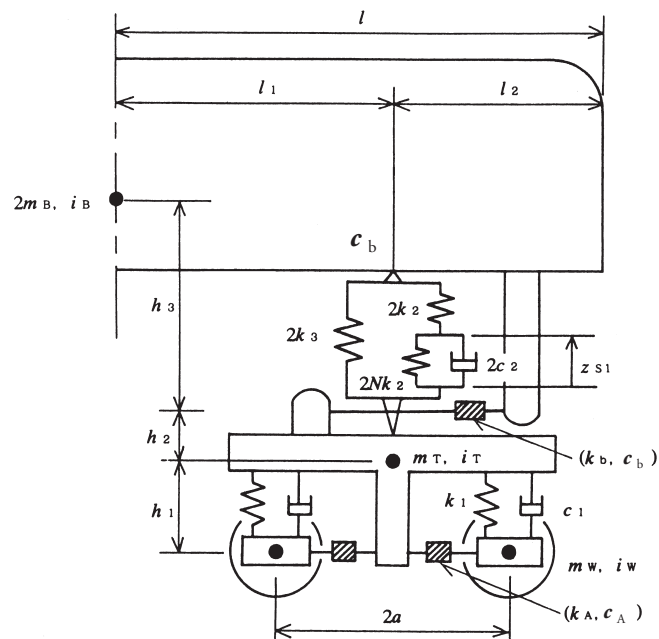 l
l 1 l 2
2m B, i B
c b
h 3
2k 2
2k 3
2c 2
z S1
2Nk 2
h 2
(k b, c b)
m T, i T
h 1
k 1
c 1
m W, i W
(k A, c A)
2a